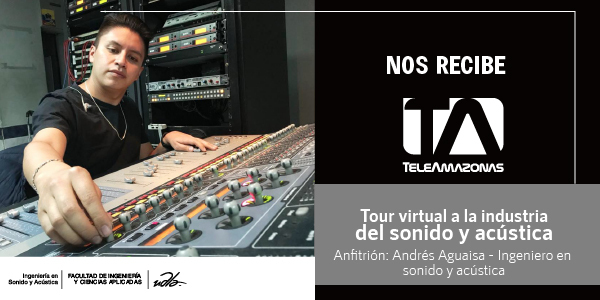 NOS RECIBE
TA
TELEAMAZONAS
Tour virtual a la industria
del sonido y acústica
Anfitrión: Andrés Aguaisa - Ingeniero en
sonido y acústica
Ingeniería en
Sonido y Acústica
FACULTAD DE INGENIERÍA
Y CIENCIAS APLICADAS
udla-